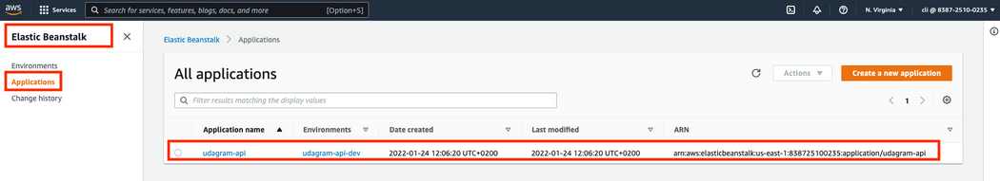 aws Services Search for services, features, blogs, docs, and more [Option+S] N. Virginia cli @ 8387-2510-0235
Elastic Beanstalk
Environments
Applications
Change history
Elastic Beanstalk > Applications
All applications
Actions
Create a new application
Filter results matching the display values
1
Application name Environments Date created Last modified ARN
udagram-api udagram-api-dev 2022-01-24 12:06:20 UTC+0200 2022-01-24 12:06:20 UTC+0200 arn:aws:elasticbeanstalk:us-east-1:838725100235:application/udagram-api